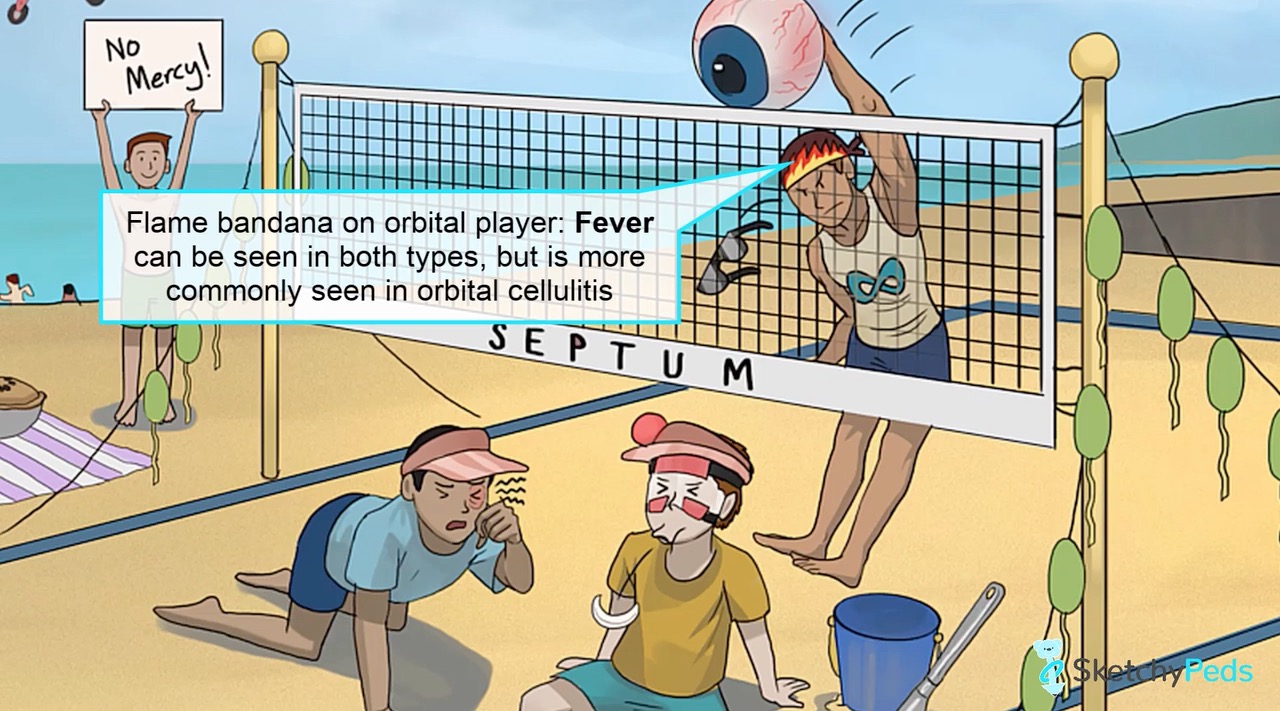 No
Mercy!
Flame bandana on orbital player: Fever
can be seen in both types, but is more
commonly seen in orbital cellulitis
SEPTUM
SketchyPeds